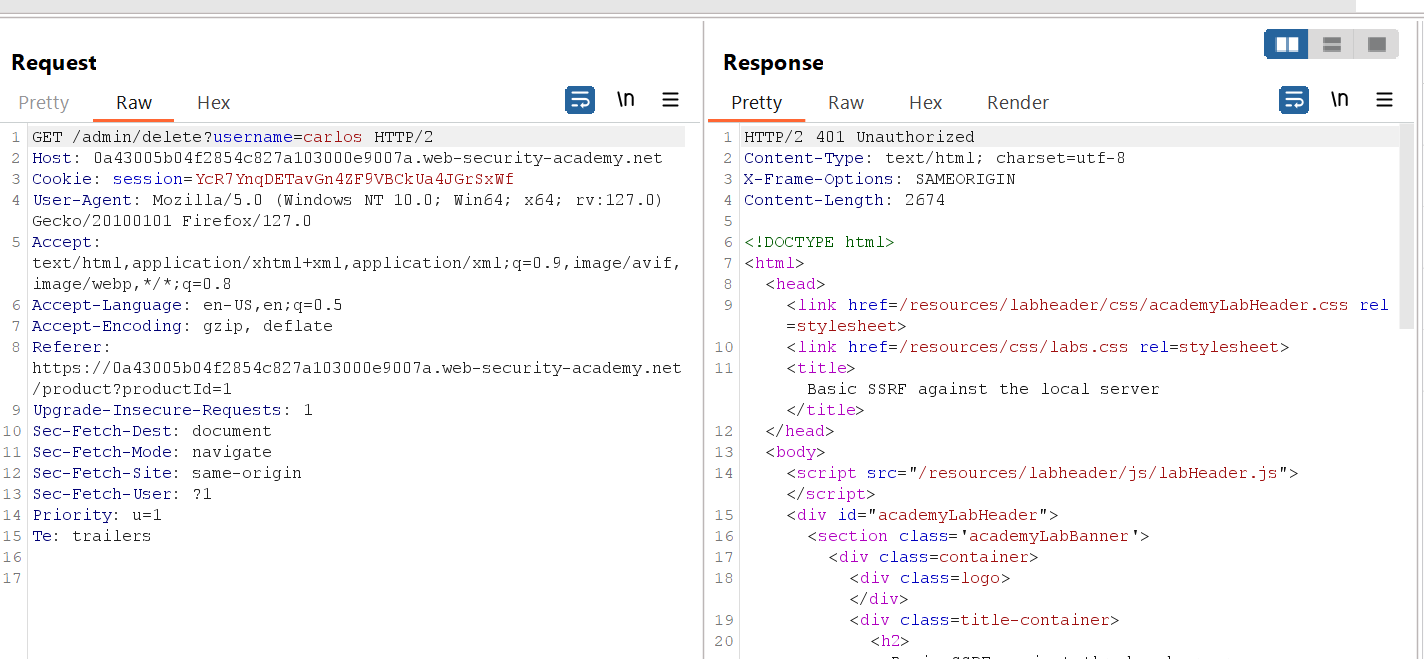 Request
Pretty Raw Hex \n
1 GET /admin/delete?username=carlos HTTP/2
2 Host: 0a43005b04f2854c827a103000e9007a.web-security-academy.net
3 Cookie: session=YcR7YnqDETavGn4ZF9VBCkUa4JGrSxWf
4 User-Agent: Mozilla/5.0 (Windows NT 10.0; Win64; x64; rv:127.0)
Gecko/20100101 Firefox/127.0
5 Accept:
text/html,application/xhtml+xml,application/xml;q=0.9,image/avif,
image/webp,*/*;q=0.8
6 Accept-Language: en-US,en;q=0.5
7 Accept-Encoding: gzip, deflate
8 Referer:
https://0a43005b04f2854c827a103000e9007a.web-security-academy.net
/product?productId=1
9 Upgrade-Insecure-Requests: 1
10 Sec-Fetch-Dest: document
11 Sec-Fetch-Mode: navigate
12 Sec-Fetch-Site: same-origin
13 Sec-Fetch-User: ?1
14 Priority: u=1
15 Te: trailers
16
17
Response
Pretty Raw Hex Render \n
1 HTTP/2 401 Unauthorized
2 Content-Type: text/html; charset=utf-8
3 X-Frame-Options: SAMEORIGIN
4 Content-Length: 2674
5
6 <!DOCTYPE html>
7 <html>
8 <head>
9 <link href=/resources/labheader/css/academyLabHeader.css rel
=stylesheet>
10 <link href=/resources/css/labs.css rel=stylesheet>
11 <title>
Basic SSRF against the local server
</title>
12 </head>
13 <body>
14 <script src="/resources/labheader/js/labHeader.js">
</script>
15 <div id="academyLabHeader">
16 <section class='academyLabBanner'>
17 <div class=container>
18 <div class=logo>
</div>
19 <div class=title-container>
20 <h2>